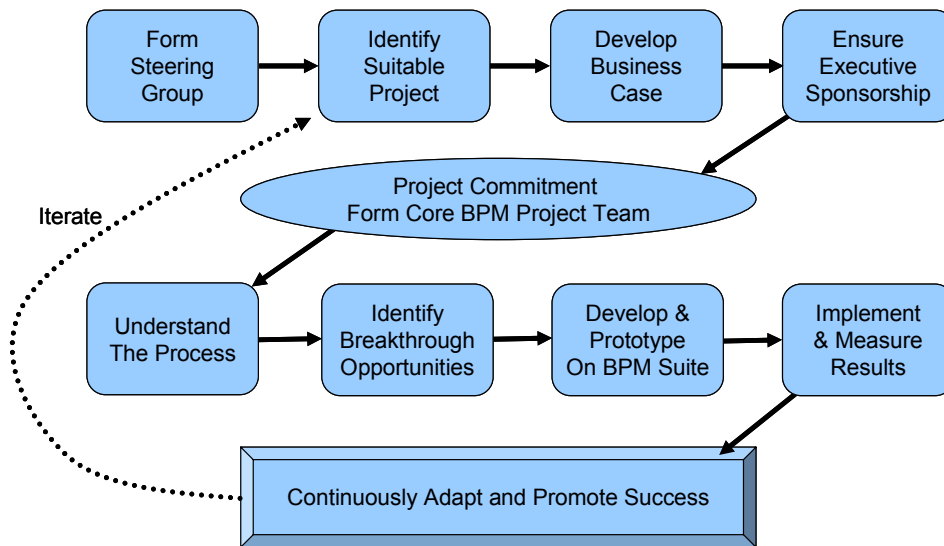 Form
Steering
Group
Identify
Suitable
Project
Develop
Business
Case
Ensure
Executive
Sponsorship
Project Commitment
Form Core BPM Project Team
Iterate
Understand
The Process
Identify
Breakthrough
Opportunities
Develop &
Prototype
On BPM Suite
Implement
& Measure
Results
Continuously Adapt and Promote Success